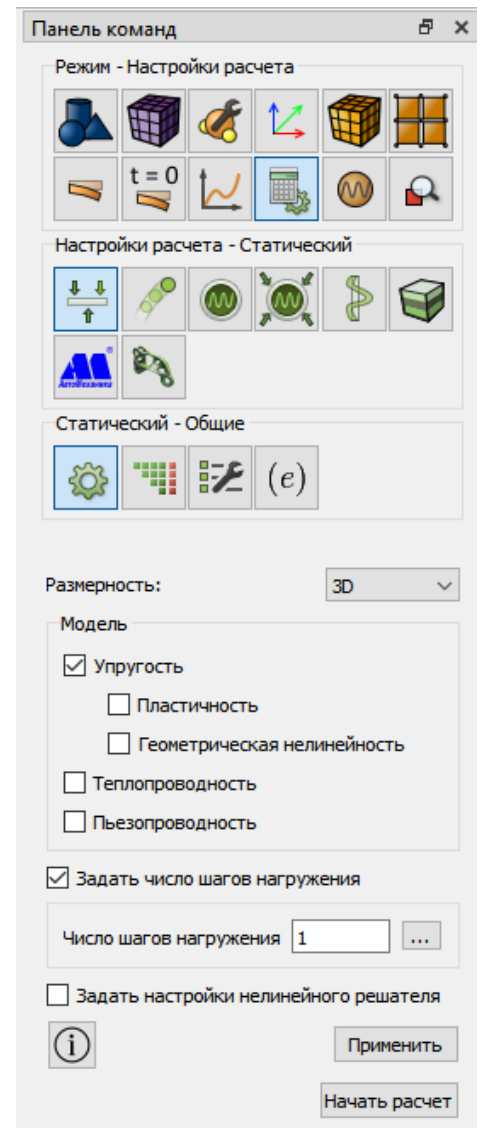 Панель команд
Режим - Настройки расчета
t = 0
Настройки расчета - Статический
АвтоМеханика
Статический - Общие
(e)
Размерность: 3D
Модель
Упругость
Пластичность
Геометрическая нелинейность
Теплопроводность
Пьезопроводность
Задать число шагов нагружения
Число шагов нагружения 1 ...
Задать настройки нелинейного решателя
i
Применить
Начать расчет